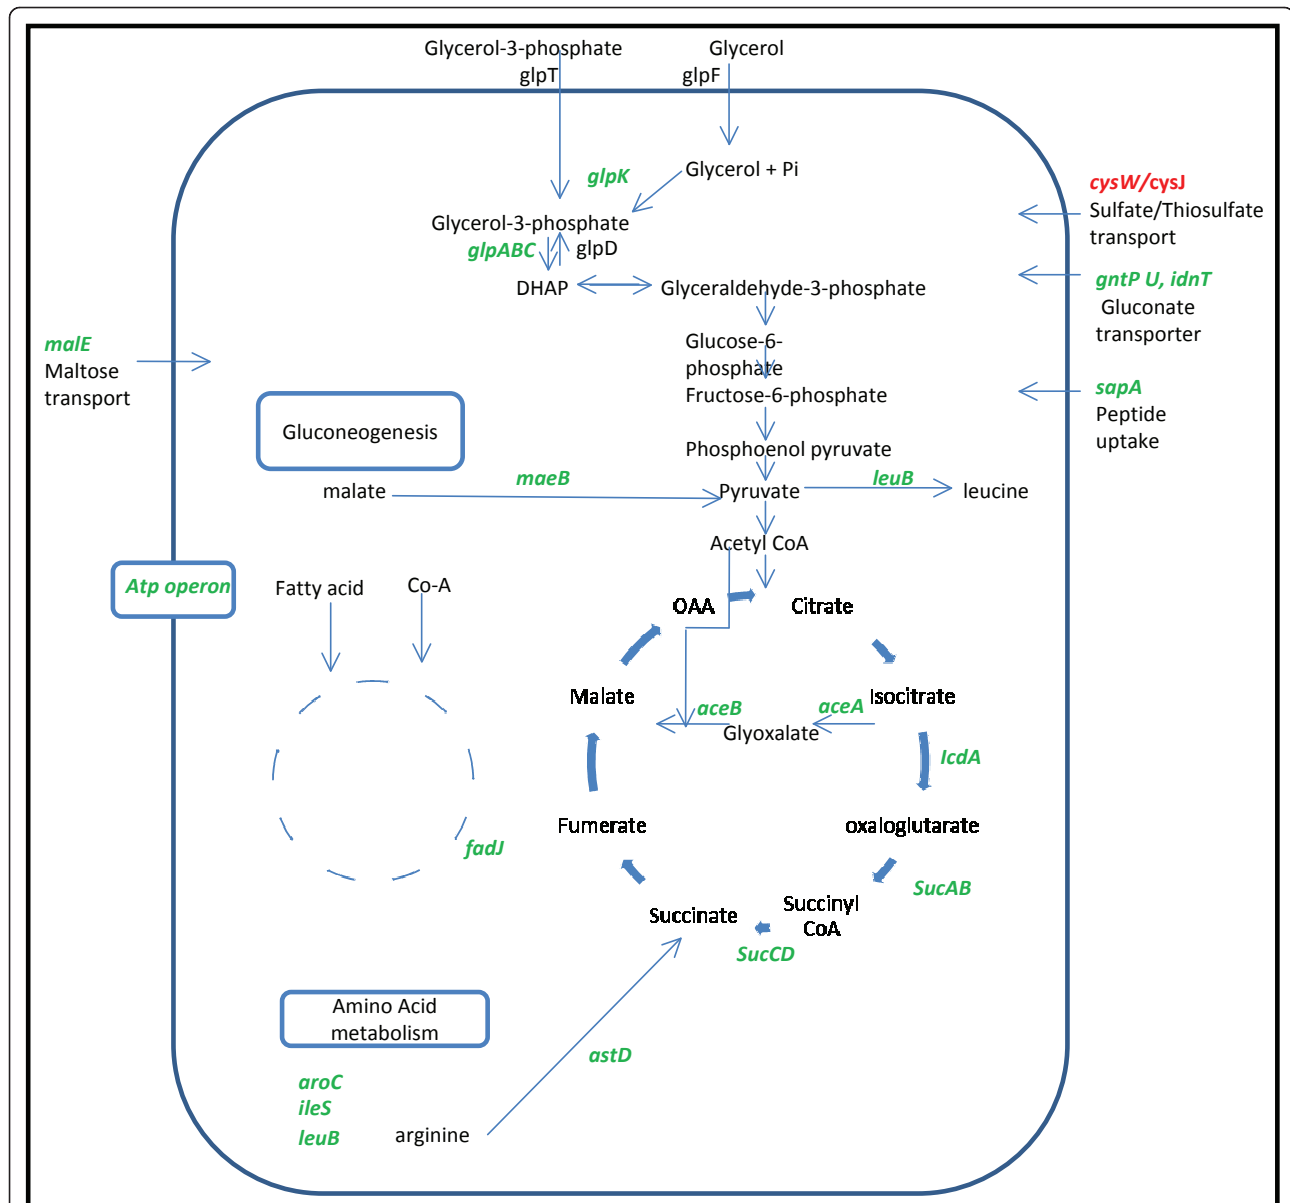 Glycerol-3-phosphate
Glycerol
glpT
glpF
Glycerol + Pi
glpK
cysW/cysJ
Sulfate/Thiosulfate
transport
Glycerol-3-phosphate
glpABC
glpD
gntP U, idnT
Gluconate
transporter
DHAP
Glyceraldehyde-3-phosphate
malE
Maltose
transport
Glucose-6-
phosphate
Fructose-6-phosphate
sapA
Peptide
uptake
Gluconeogenesis
Phosphoenol pyruvate
malate
maeB
Pyruvate
leuB
leucine
Acetyl CoA
Atp operon
Fatty acid
Co-A
OAA
Citrate
Malate
Isocitrate
aceB
aceA
Glyoxalate
IcdA
Fumerate
oxaloglutarate
fadJ
SucAB
Succinate
Succinyl
CoA
SucCD
Amino Acid
metabolism
astD
aroC
ileS
leuB
arginine